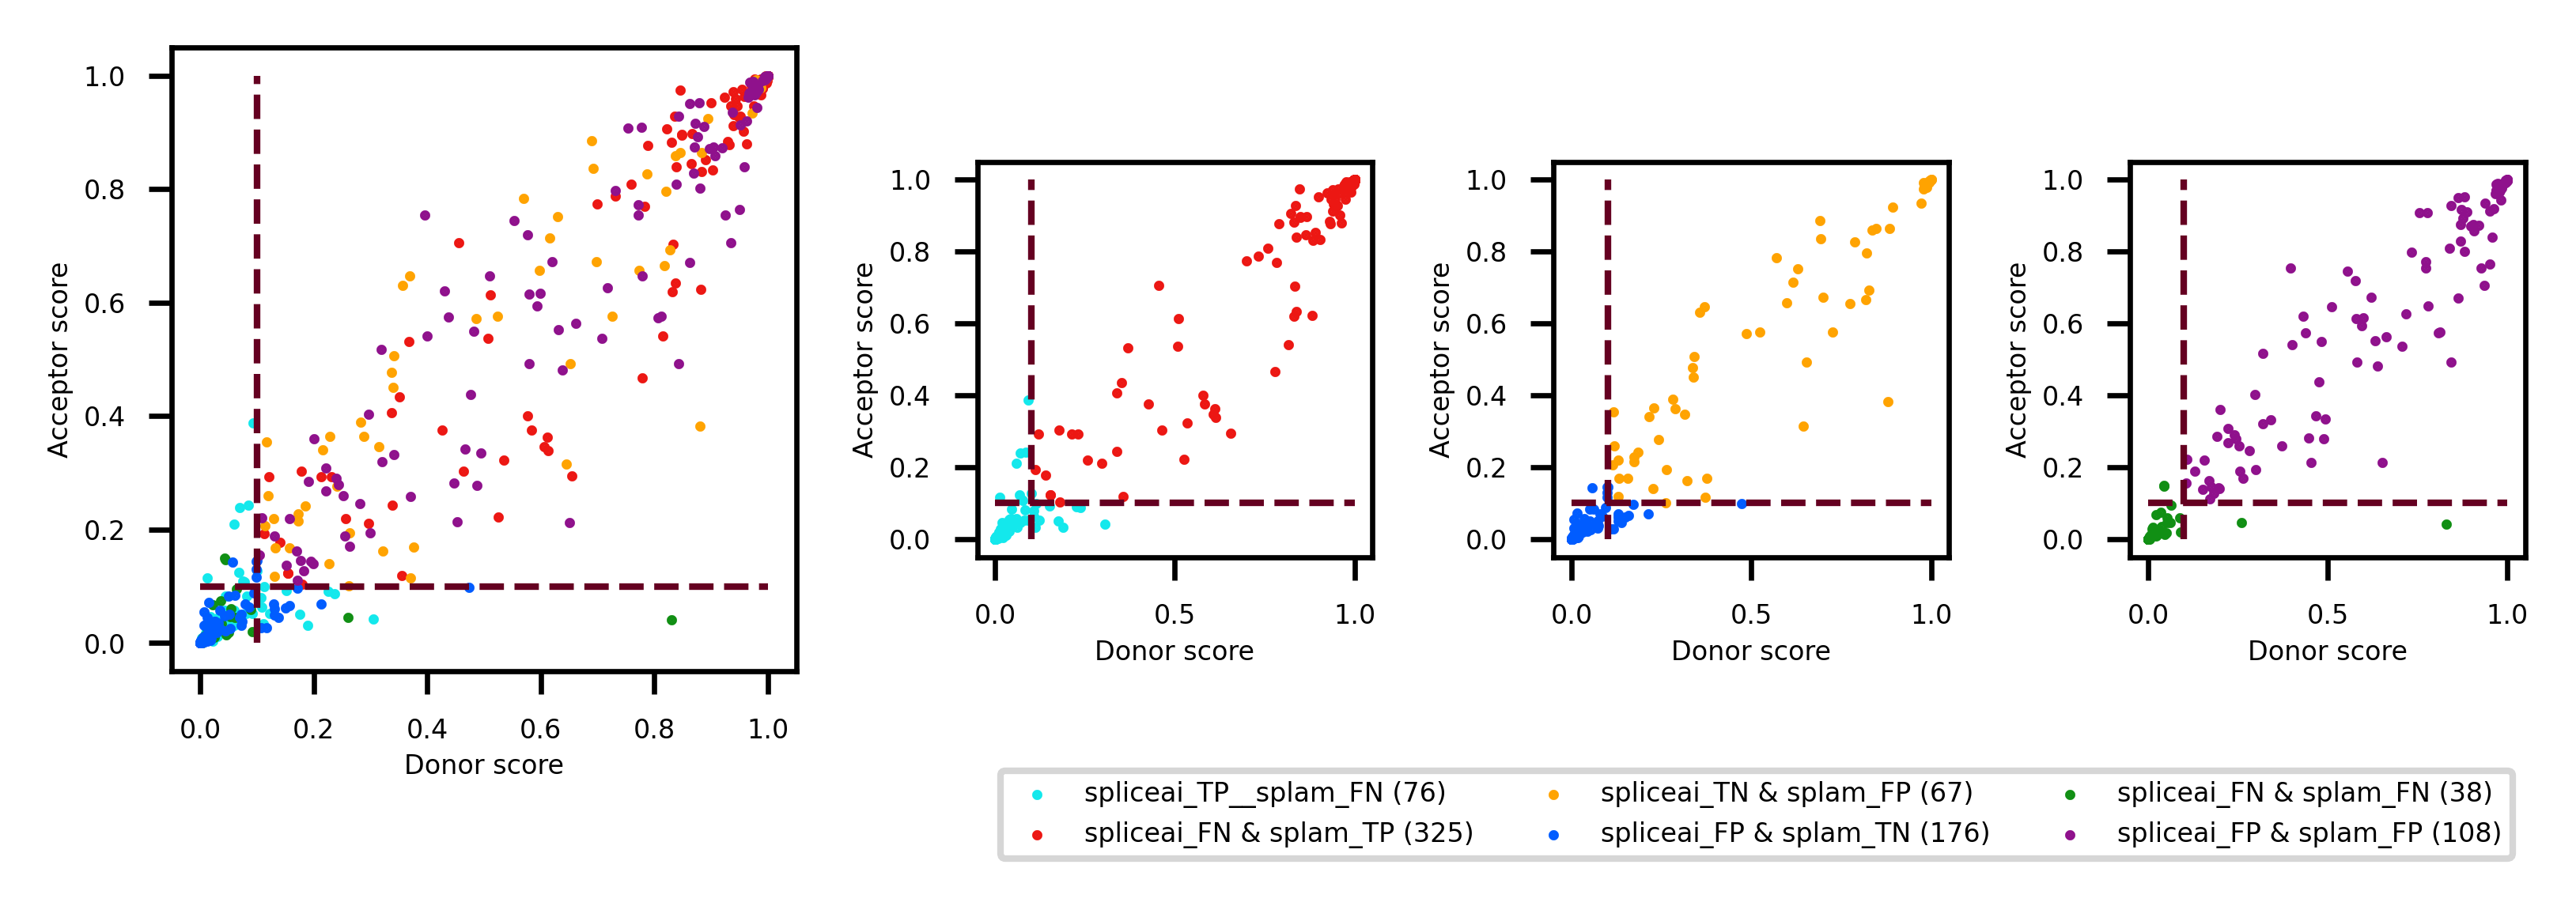 1.0
0.8
0.6
0.4
0.2
0.0
Acceptor score
0.0 0.2 0.4 0.6 0.8 1.0
Donor score
1.0
0.8
0.6
0.4
0.2
0.0
Acceptor score
0.0 0.5 1.0
Donor score
1.0
0.8
0.6
0.4
0.2
0.0
Acceptor score
0.0 0.5 1.0
Donor score
1.0
0.8
0.6
0.4
0.2
0.0
Acceptor score
0.0 0.5 1.0
Donor score
spliceai_TP__splam_FN (76) spliceai_TN & splam_FP (67) spliceai_FN & splam_FN (38)
spliceai_FN & splam_TP (325) spliceai_FP & splam_TN (176) spliceai_FP & splam_FP (108)